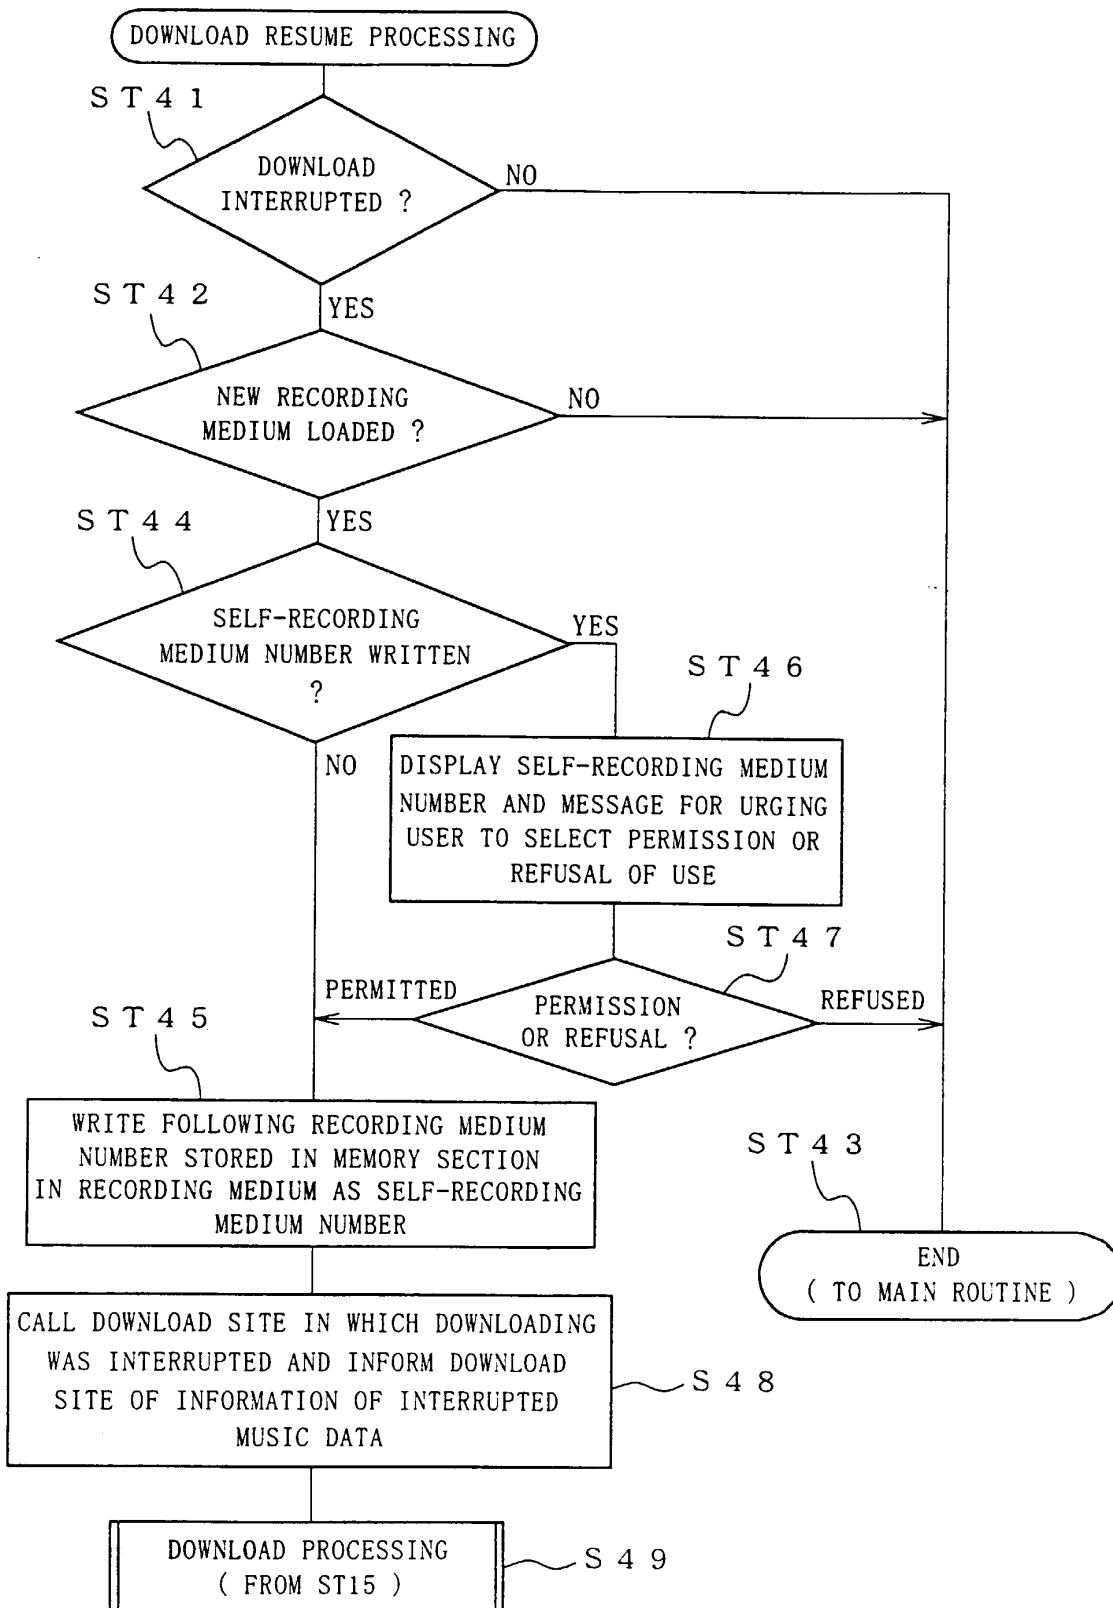 DOWNLOAD RESUME PROCESSING
ST41
DOWNLOAD
INTERRUPTED ?
NO
YES
ST42
NEW RECORDING
MEDIUM LOADED ?
NO
YES
ST44
SELF-RECORDING
MEDIUM NUMBER WRITTEN
?
YES
NO
ST46
DISPLAY SELF-RECORDING MEDIUM
NUMBER AND MESSAGE FOR URGING
USER TO SELECT PERMISSION OR
REFUSAL OF USE
ST47
PERMITTED
PERMISSION
OR REFUSAL ?
REFUSED
ST45
WRITE FOLLOWING RECORDING MEDIUM
NUMBER STORED IN MEMORY SECTION
IN RECORDING MEDIUM AS SELF-RECORDING
MEDIUM NUMBER
ST43
END
( TO MAIN ROUTINE )
CALL DOWNLOAD SITE IN WHICH DOWNLOADING
WAS INTERRUPTED AND INFORM DOWNLOAD
SITE OF INFORMATION OF INTERRUPTED
MUSIC DATA
S48
DOWNLOAD PROCESSING
( FROM ST15 )
S49